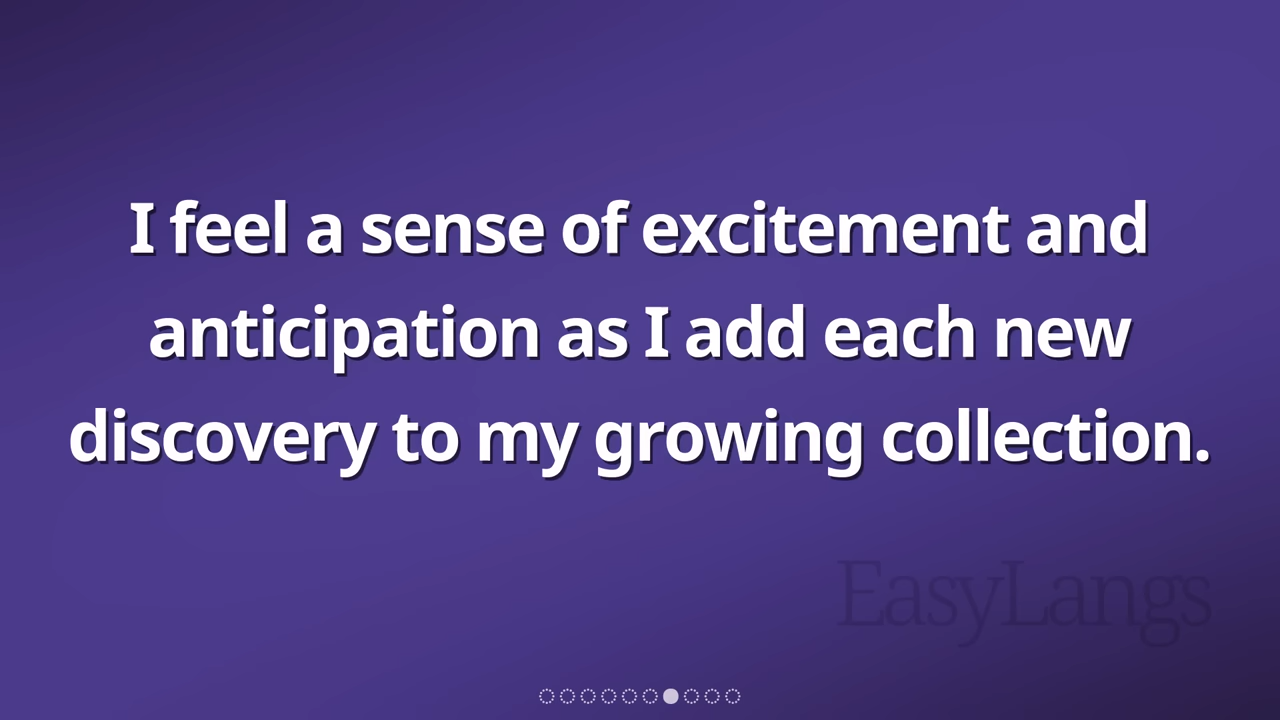 I feel a sense of excitement and
anticipation as I add each new
discovery to my growing collection.
EasyLangs